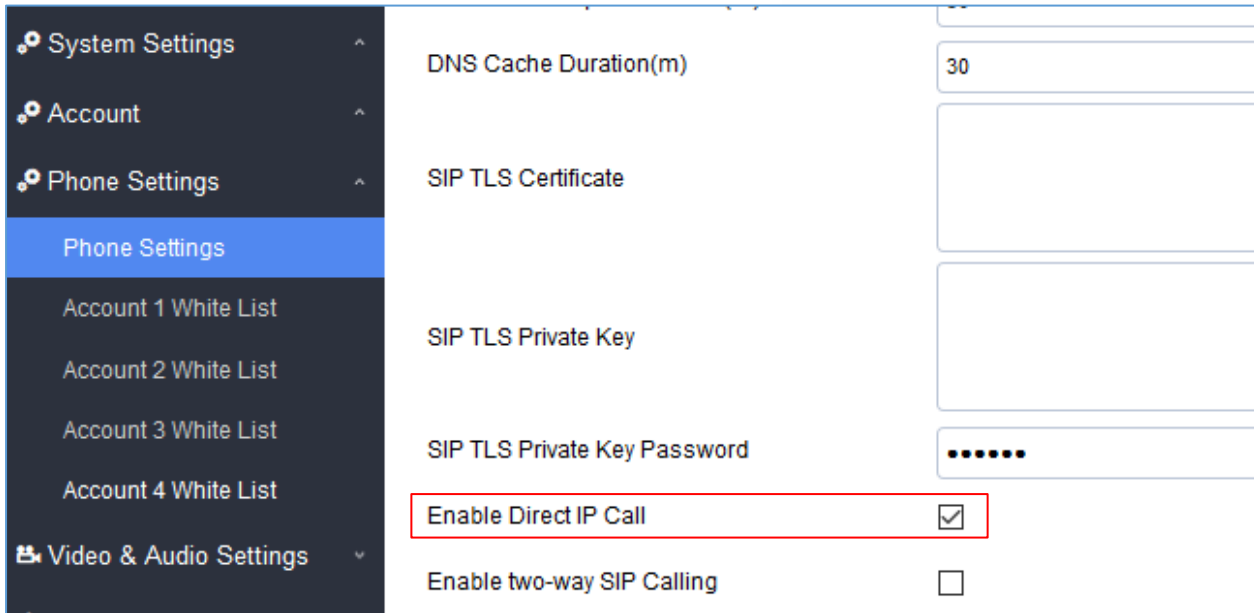 System Settings
Account
Phone Settings
Phone Settings
Account 1 White List
Account 2 White List
Account 3 White List
Account 4 White List
Video & Audio Settings
DNS Cache Duration(m)
30
SIP TLS Certificate
SIP TLS Private Key
SIP TLS Private Key Password
••••••
Enable Direct IP Call
Enable two-way SIP Calling